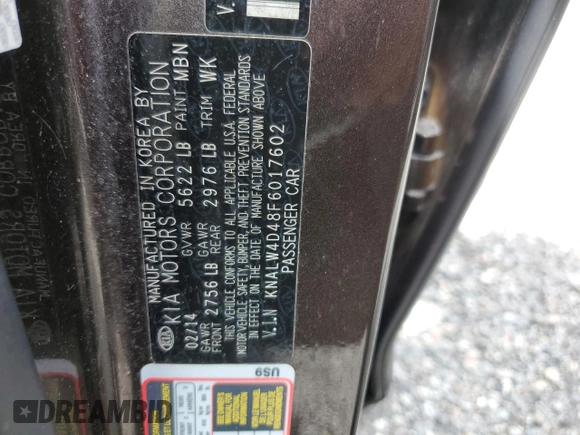 MANUFACTURED IN KOREA BY
KIA MOTORS CORPORATION
02/14 GVWR 5622 LB PAINT MBN
GAWR FRONT 2756 LB GAWR REAR 2976 LB TRIM WK
THIS VEHICLE CONFORMS TO ALL APPLICABLE U.S.A. FEDERAL
MOTOR VEHICLE SAFETY, BUMPER, AND THEFT PREVENTION STANDARDS
IN EFFECT ON THE DATE OF MANUFACTURE SHOWN ABOVE
V.I.N KNALW4D48F6017602
PASSENGER CAR
US9
DREAMBID